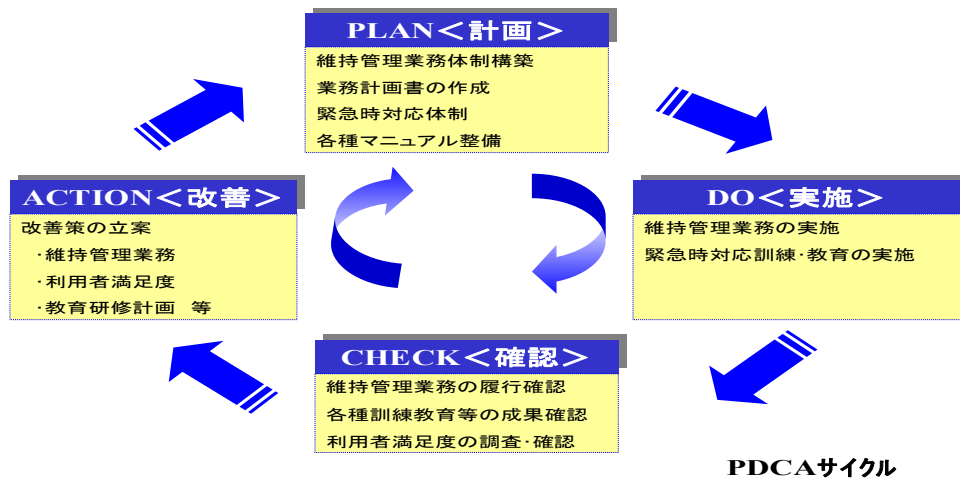 PLAN＜計画＞
維持管理業務体制構築
業務計画書の作成
緊急時対応体制
各種マニュアル整備
DO＜実施＞
維持管理業務の実施
緊急時対応訓練･教育の実施
CHECK＜確認＞
維持管理業務の履行確認
各種訓練教育等の成果確認
利用者満足度の調査･確認
ACTION＜改善＞
改善策の立案
･維持管理業務
･利用者満足度
･教育研修計画　等
PDCAサイクル